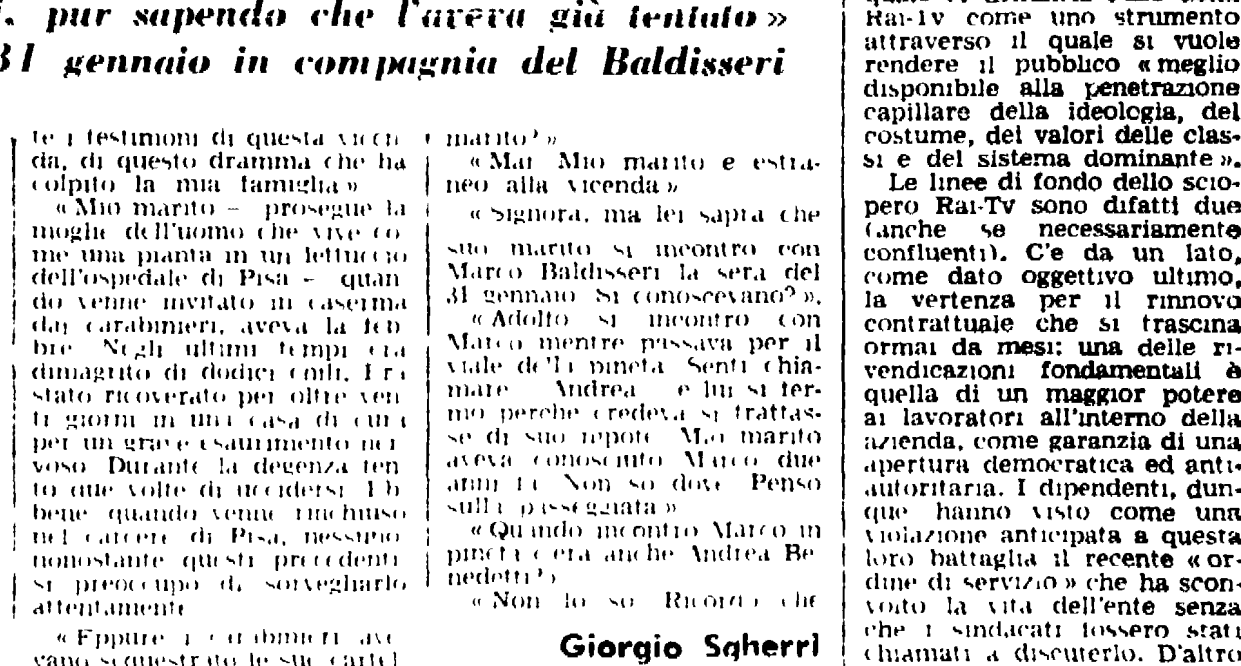 pur sapendo che l'aveva già tentato»
31 gennaio in compagnia del Baldisseri
te i testimoni di questa vicen
da, di questo dramma che ha
colpito la mia famiglia»
«Mio marito – prosegue la
moglie dell'uomo che vive co
me una pianta in un lettuccio
dell'ospedale di Pisa – quan
do venne invitato in caserma
dai carabinieri, aveva la feb
bre Negli ultimi tempi era
dimagrito di dodici chili. Era
stato ricoverato per oltre ven
ti giorni in una casa di cura
per un grave esaurimento ner
voso Durante la degenza ten
tò due volte di uccidersi Eb
bene quando venne rinchiuso
nel carcere di Pisa, nessuno
nonostante questi precedenti
si preoccupò di sorvegliarlo
attentamente
«Eppure i carabinieri ave
vano sequestrato le sue cartel
marito?»
«Mai Mio marito e estra-
neo alla vicenda»
«Signora, ma lei saprà che
suo marito si incontrò con
Marco Baldisseri la sera del
31 gennaio Si conoscevano?».
«Adolfo si incontrò con
Marco mentre passava per il
viale della pineta Sentì chia-
mare Andrea e lui si fer-
mò perché credeva si trattas-
se di suo nipote Mio marito
aveva conosciuto Marco due
anni fa Non so dove Penso
sulla passeggiata»
«Quando incontrò Marco in
pineta c'era anche Andrea Be
nedetti?»
«Non lo so Ricordo che
Giorgio Sgherri
Rai-Tv come uno strumento
attraverso il quale si vuole
rendere il pubblico «meglio
disponibile alla penetrazione
capillare della ideologia, del
costume, dei valori delle clas-
si e del sistema dominante».
Le linee di fondo dello scio-
pero Rai-Tv sono difatti due
(anche se necessariamente
confluenti). C'e da un lato,
come dato oggettivo ultimo,
la vertenza per il rinnovo
contrattuale che si trascina
ormai da mesi: una delle ri-
vendicazioni fondamentali è
quella di un maggior potere
ai lavoratori all'interno della
azienda, come garanzia di una
apertura democratica ed anti-
autoritaria. I dipendenti, dun-
que hanno visto come una
violazione anticipata a questa
loro battaglia il recente «or-
dine di servizio» che ha scon-
volto la vita dell'ente senza
che i sindacati fossero stati
chiamati a discuterlo. D'altro